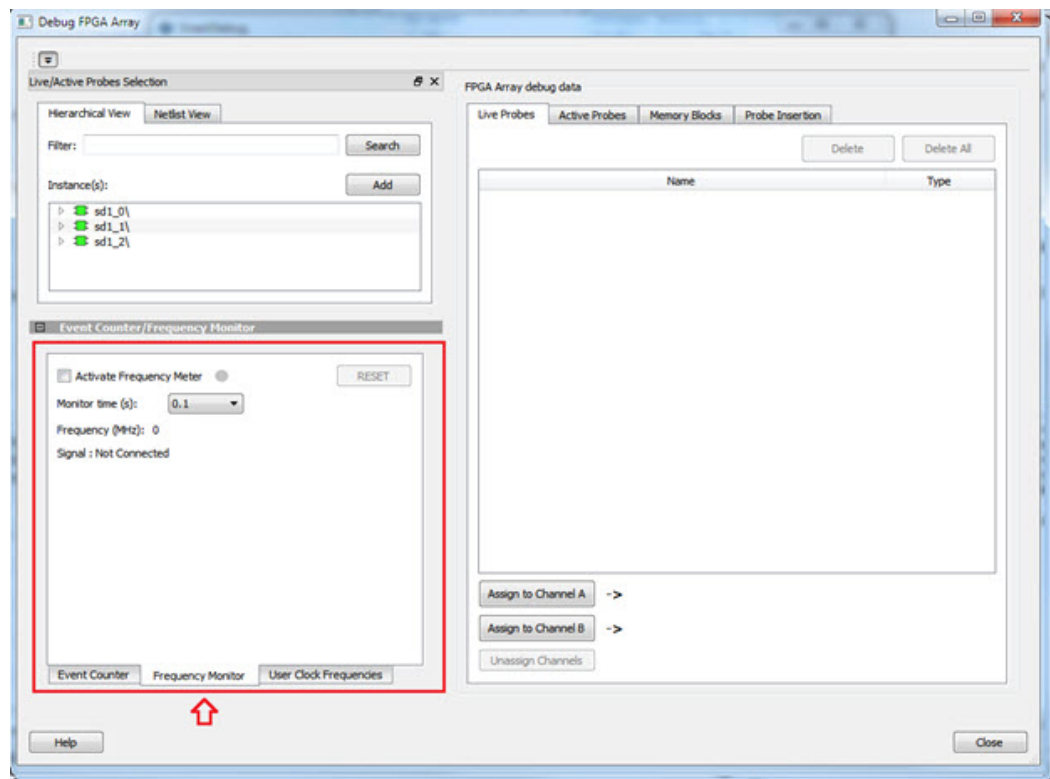 Debug FPGA Array
Live/Active Probes Selection
Hierarchical View Netlist View
Filter: Search
Instance(s): Add
sd1_0\
sd1_1\
sd1_2\
Event Counter/Frequency Monitor
Activate Frequency Meter RESET
Monitor time (s): 0.1
Frequency (MHz): 0
Signal : Not Connected
Event Counter Frequency Monitor User Clock Frequencies
FPGA Array debug data
Live Probes Active Probes Memory Blocks Probe Insertion
Delete Delete All
Name Type
Assign to Channel A ->
Assign to Channel B ->
Unassign Channels
Help Close